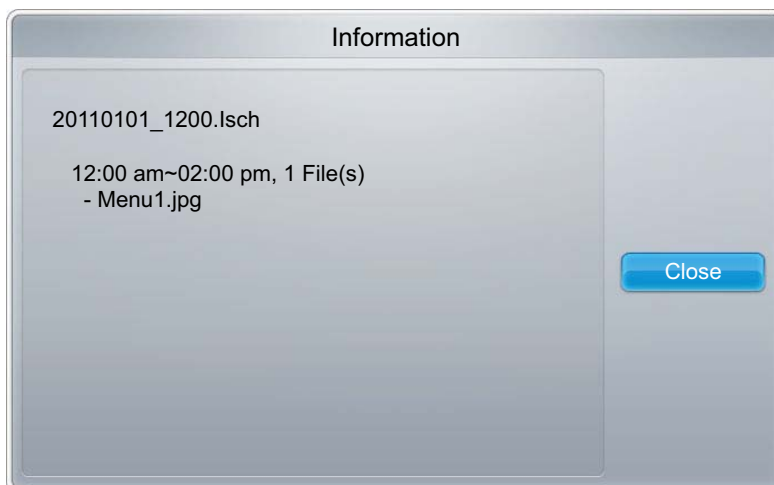 Information
20110101_1200.lsch
12:00 am~02:00 pm, 1 File(s)
- Menu1.jpg
Close